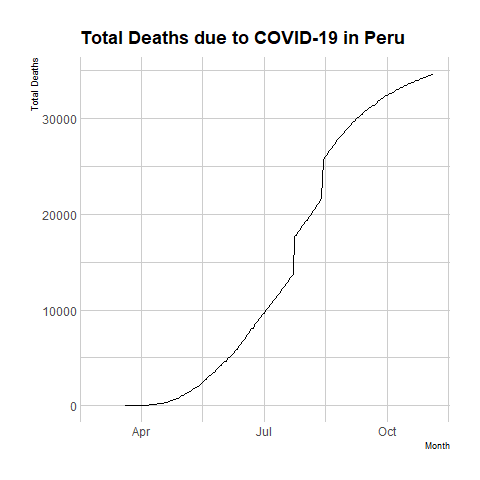 Total Deaths due to COVID-19 in Peru
Total Deaths
30000
20000
10000
0
Apr Jul Oct
Month